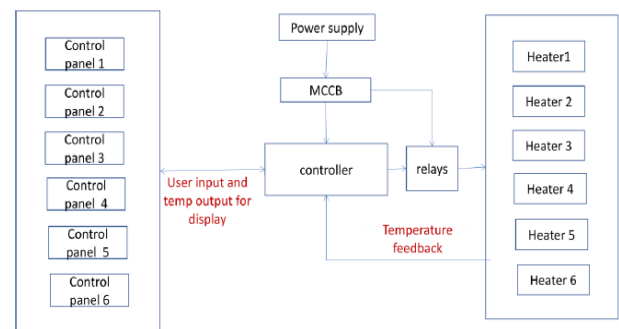 Control
panel 1
Control
panel 2
Control
panel 3
Control
panel 4
Control
panel 5
Control
panel 6
Power supply
MCCB
controller
relays
User input and
temp output for
display
Temperature
feedback
Heater1
Heater 2
Heater 3
Heater 4
Heater 5
Heater 6